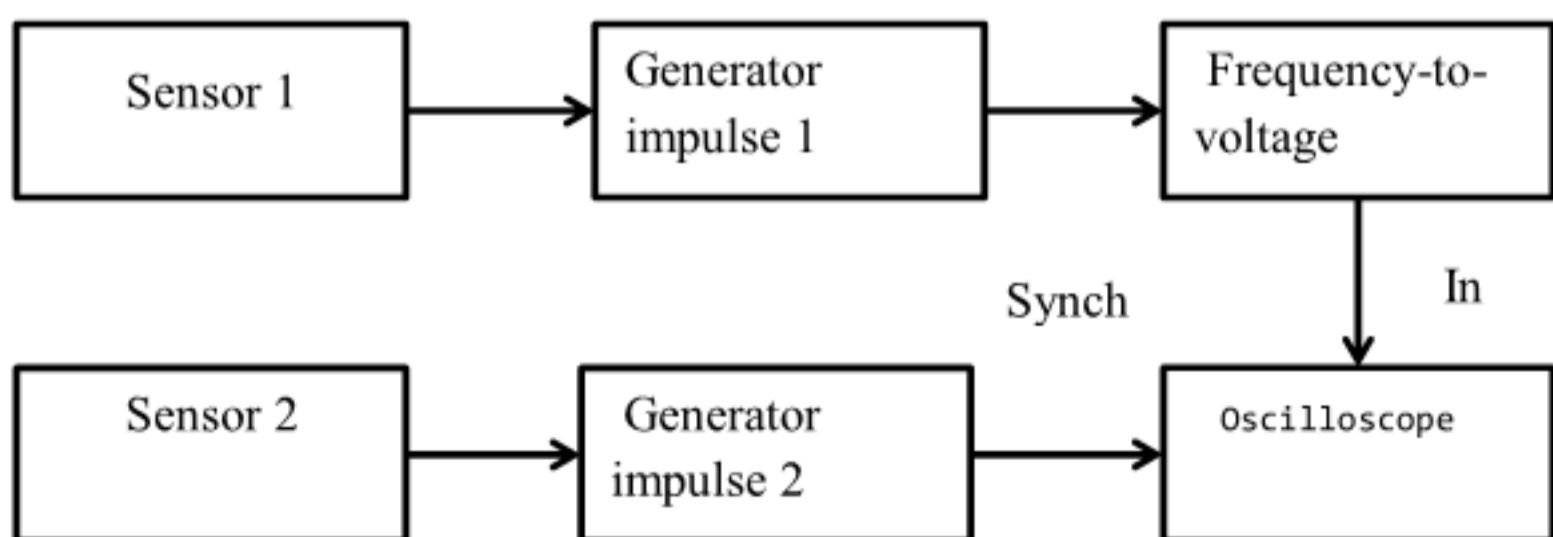 Sensor 1
Generator
impulse 1
Frequency-to-
voltage
Synch
In
Sensor 2
Generator
impulse 2
Oscilloscope